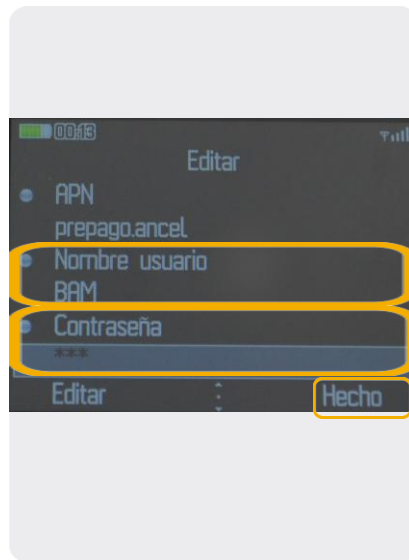 00:13
Editar
APN
prepago.ancel
Nombre usuario
BAM
Contraseña
***
Editar
Hecho